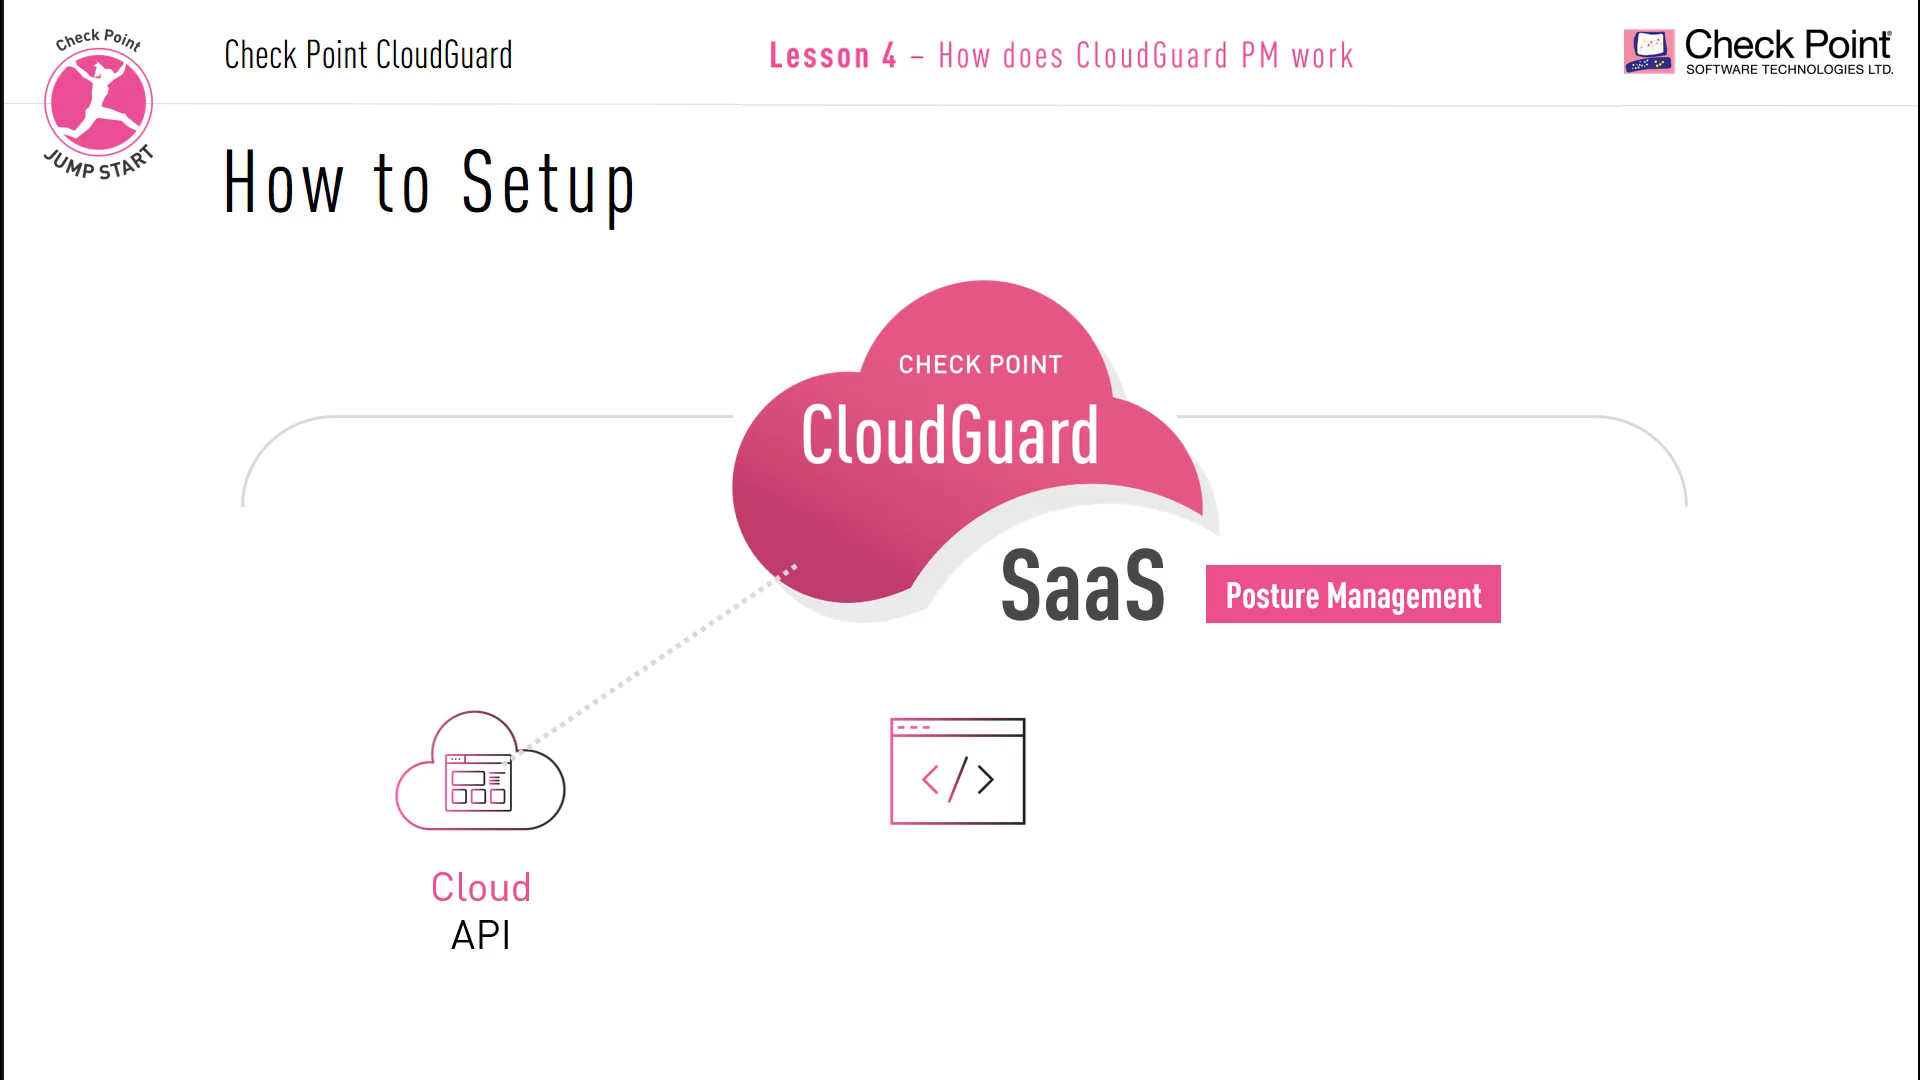 Check Point
JUMP START
Check Point CloudGuard
Lesson 4 – How does CloudGuard PM work
Check Point®
SOFTWARE TECHNOLOGIES LTD.
How to Setup
CHECK POINT
CloudGuard
SaaS
Posture Management
</>
Cloud
API